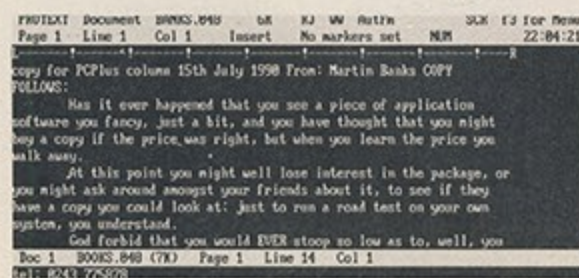 PROTEXT Document BANKS.848 6K RJ WW AutFm SCR f3 for Menu
Page 1 Line 1 Col 1 Insert No markers set NUM 22:04:21
copy for PCPlus column 15th July 1990 From: Martin Banks COPY
FOLLOWS:
Has it ever happened that you see a piece of application
software you fancy, just a bit, and you have thought that you might
buy a copy if the price was right, but when you learn the price you
walk away.
At this point you might well lose interest in the package, or
you might ask around amongst your friends about it, to see if they
have a copy you could look at: just to run a road test on your own
system, you understand.
God forbid that you would EVER stoop so low as to, well, you
Doc 1 BOOKS.848 (7K) Page 1 Line 14 Col 1
tel: 0243 775878